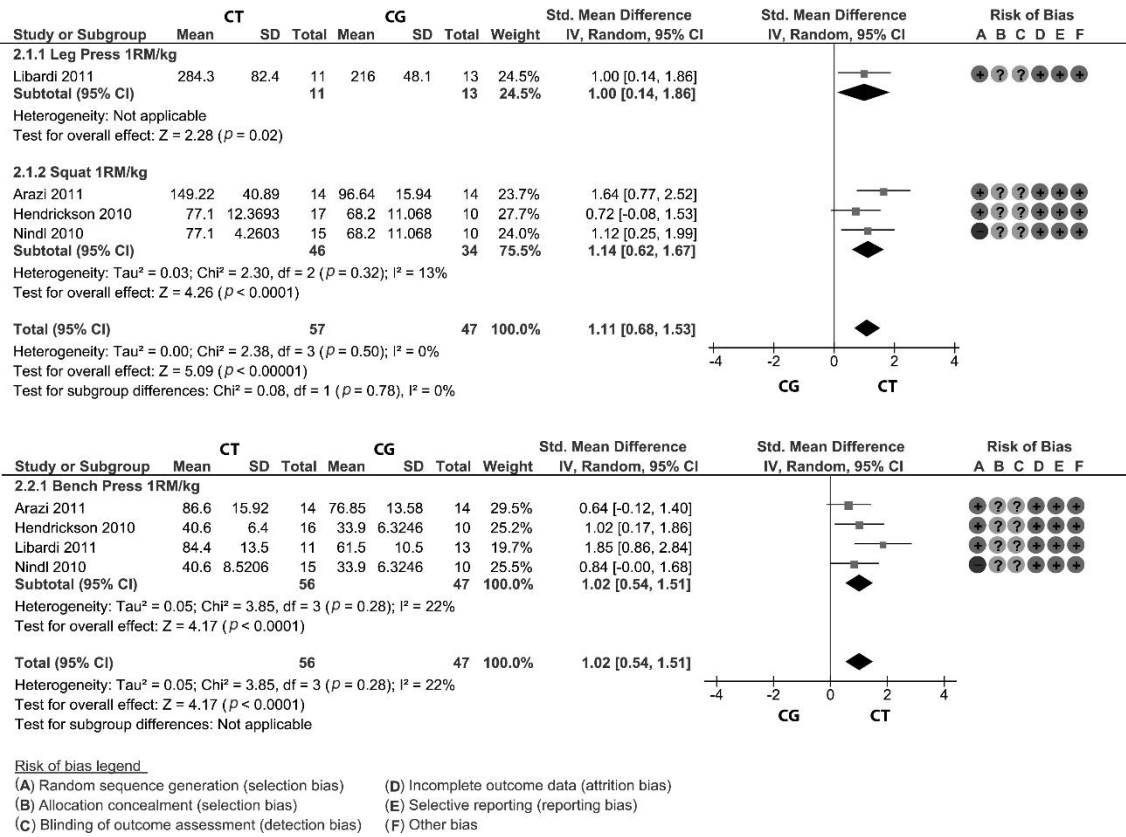 CT CG Std. Mean Difference Std. Mean Difference Risk of Bias
Study or Subgroup Mean SD Total Mean SD Total Weight IV, Random, 95% CI IV, Random, 95% CI A B C D E F
2.1.1 Leg Press 1RM/kg
Libardi 2011 284.3 82.4 11 216 48.1 13 24.5% 1.00 [0.14, 1.86] + ? ? + + +
Subtotal (95% CI) 11 13 24.5% 1.00 [0.14, 1.86]
Heterogeneity: Not applicable
Test for overall effect: Z = 2.28 (p = 0.02)
2.1.2 Squat 1RM/kg
Arazi 2011 149.22 40.89 14 96.64 15.94 14 23.7% 1.64 [0.77, 2.52] + ? ? + + +
Hendrickson 2010 77.1 12.3693 17 68.2 11.068 10 27.7% 0.72 [-0.08, 1.53] + ? ? + + +
Nindl 2010 77.1 4.2603 15 68.2 11.068 10 24.0% 1.12 [0.25, 1.99] − ? ? + + +
Subtotal (95% CI) 46 34 75.5% 1.14 [0.62, 1.67]
Heterogeneity: Tau² = 0.03; Chi² = 2.30, df = 2 (p = 0.32); I² = 13%
Test for overall effect: Z = 4.26 (p < 0.0001)
Total (95% CI) 57 47 100.0% 1.11 [0.68, 1.53]
Heterogeneity: Tau² = 0.00; Chi² = 2.38, df = 3 (p = 0.50); I² = 0%
Test for overall effect: Z = 5.09 (p < 0.00001)
Test for subgroup differences: Chi² = 0.08, df = 1 (p = 0.78), I² = 0%
-4 -2 0 2 4
CG CT
CT CG Std. Mean Difference Std. Mean Difference Risk of Bias
Study or Subgroup Mean SD Total Mean SD Total Weight IV, Random, 95% CI IV, Random, 95% CI A B C D E F
2.2.1 Bench Press 1RM/kg
Arazi 2011 86.6 15.92 14 76.85 13.58 14 29.5% 0.64 [-0.12, 1.40] + ? ? + + +
Hendrickson 2010 40.6 6.4 16 33.9 6.3246 10 25.2% 1.02 [0.17, 1.86] + ? ? + + +
Libardi 2011 84.4 13.5 11 61.5 10.5 13 19.7% 1.85 [0.86, 2.84] + ? ? + + +
Nindl 2010 40.6 8.5206 15 33.9 6.3246 10 25.5% 0.84 [-0.00, 1.68] − ? ? + + +
Subtotal (95% CI) 56 47 100.0% 1.02 [0.54, 1.51]
Heterogeneity: Tau² = 0.05; Chi² = 3.85, df = 3 (p = 0.28); I² = 22%
Test for overall effect: Z = 4.17 (p < 0.0001)
Total (95% CI) 56 47 100.0% 1.02 [0.54, 1.51]
Heterogeneity: Tau² = 0.05; Chi² = 3.85, df = 3 (p = 0.28); I² = 22%
Test for overall effect: Z = 4.17 (p < 0.0001)
Test for subgroup differences: Not applicable
-4 -2 0 2 4
CG CT
Risk of bias legend
(A) Random sequence generation (selection bias) (D) Incomplete outcome data (attrition bias)
(B) Allocation concealment (selection bias) (E) Selective reporting (reporting bias)
(C) Blinding of outcome assessment (detection bias) (F) Other bias